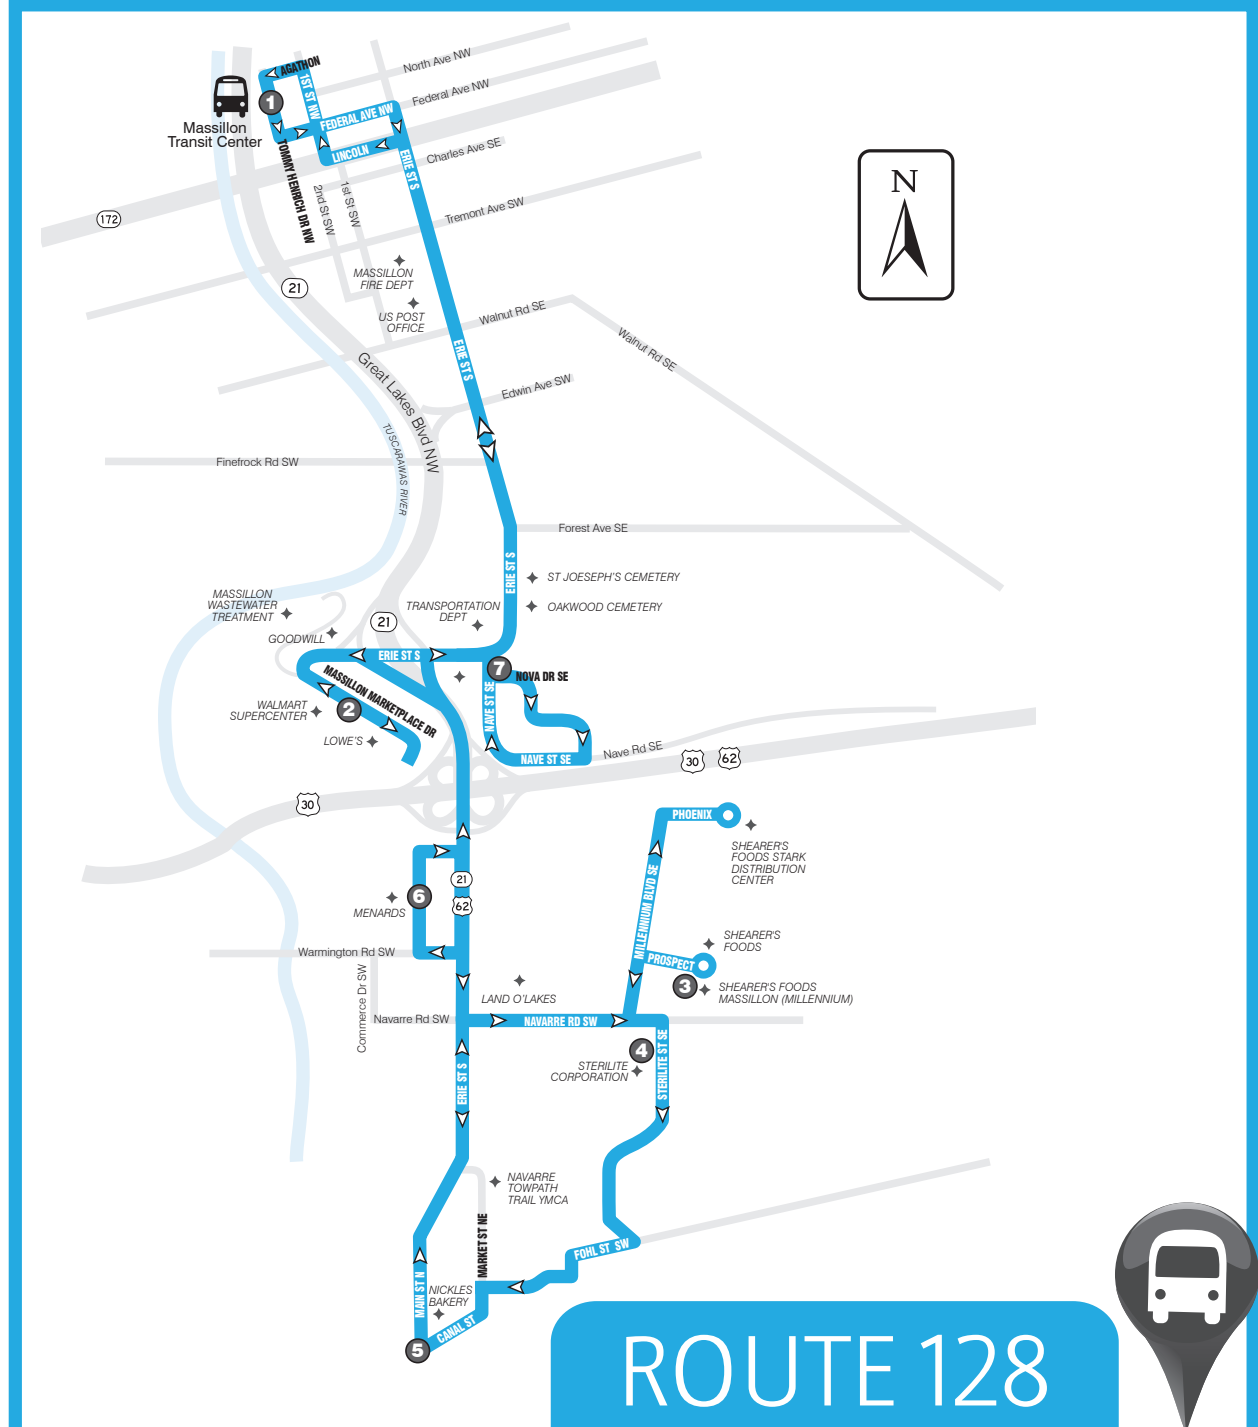 North Ave NW
AGATHON
1ST ST NW
Federal Ave NW
1
FEDERAL AVE NW
Massillon
Transit Center
LINCOLN
Charles Ave SE
ERIE ST S
TOMMY HENRICH DR NW
2nd St SW
1st St SW
N
172
Tremont Ave SW
MASSILLON
FIRE DEPT
21
US POST
OFFICE
Walnut Rd SE
Walnut Rd SE
ERIE ST S
Great Lakes Blvd NW
Edwin Ave SW
TUSCARAWAS RIVER
Finefrock Rd SW
Forest Ave SE
ERIE ST S
ST JOESEPH'S CEMETERY
OAKWOOD CEMETERY
MASSILLON
WASTEWATER
TREATMENT
TRANSPORTATION
DEPT
21
GOODWILL
ERIE ST S
7
NOVA DR SE
MASSILLON MARKETPLACE DR
NAVE ST SE
WALMART
SUPERCENTER
2
LOWE'S
NAVE ST SE
Nave Rd SE
30
62
30
PHOENIX
SHEARER'S
FOODS STARK
DISTRIBUTION
CENTER
21
62
6
MENARDS
MILLENNIUM BLVD SE
SHEARER'S
FOODS
Warmington Rd SW
PROSPECT
3
SHEARER'S FOODS
MASSILLON (MILLENNIUM)
Commerce Dr SW
LAND O'LAKES
Navarre Rd SW
NAVARRE RD SW
4
STERILITE
CORPORATION
STERILITE ST SE
ERIE ST S
NAVARRE
TOWPATH
TRAIL YMCA
MARKET ST NE
FOHL ST SW
MAIN ST N
NICKLES
BAKERY
CANAL ST
5
ROUTE 128